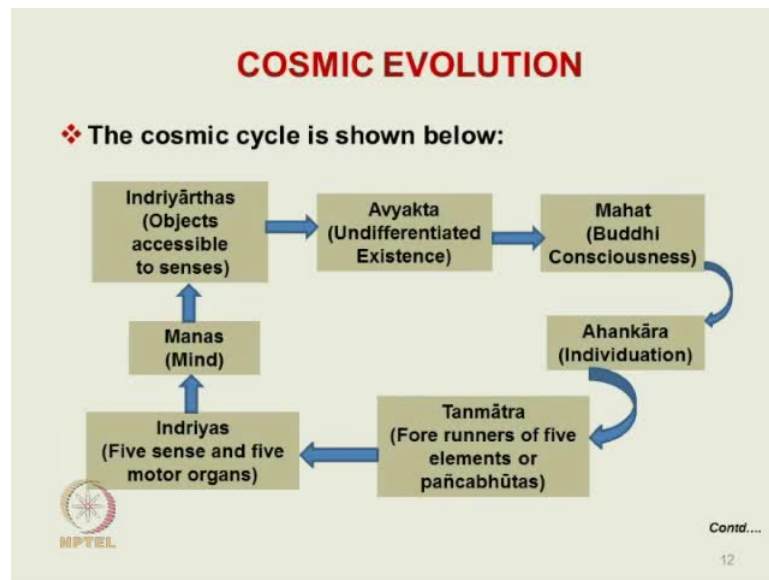 COSMIC EVOLUTION
❖ The cosmic cycle is shown below:
Indriyārthas
(Objects
accessible
to senses)
Avyakta
(Undifferentiated
Existence)
Mahat
(Buddhi
Consciousness)
Ahankāra
(Individuation)
Tanmātra
(Fore runners of five
elements or
pañcabhūtas)
Indriyas
(Five sense and five
motor organs)
Manas
(Mind)
NPTEL
Contd....
12